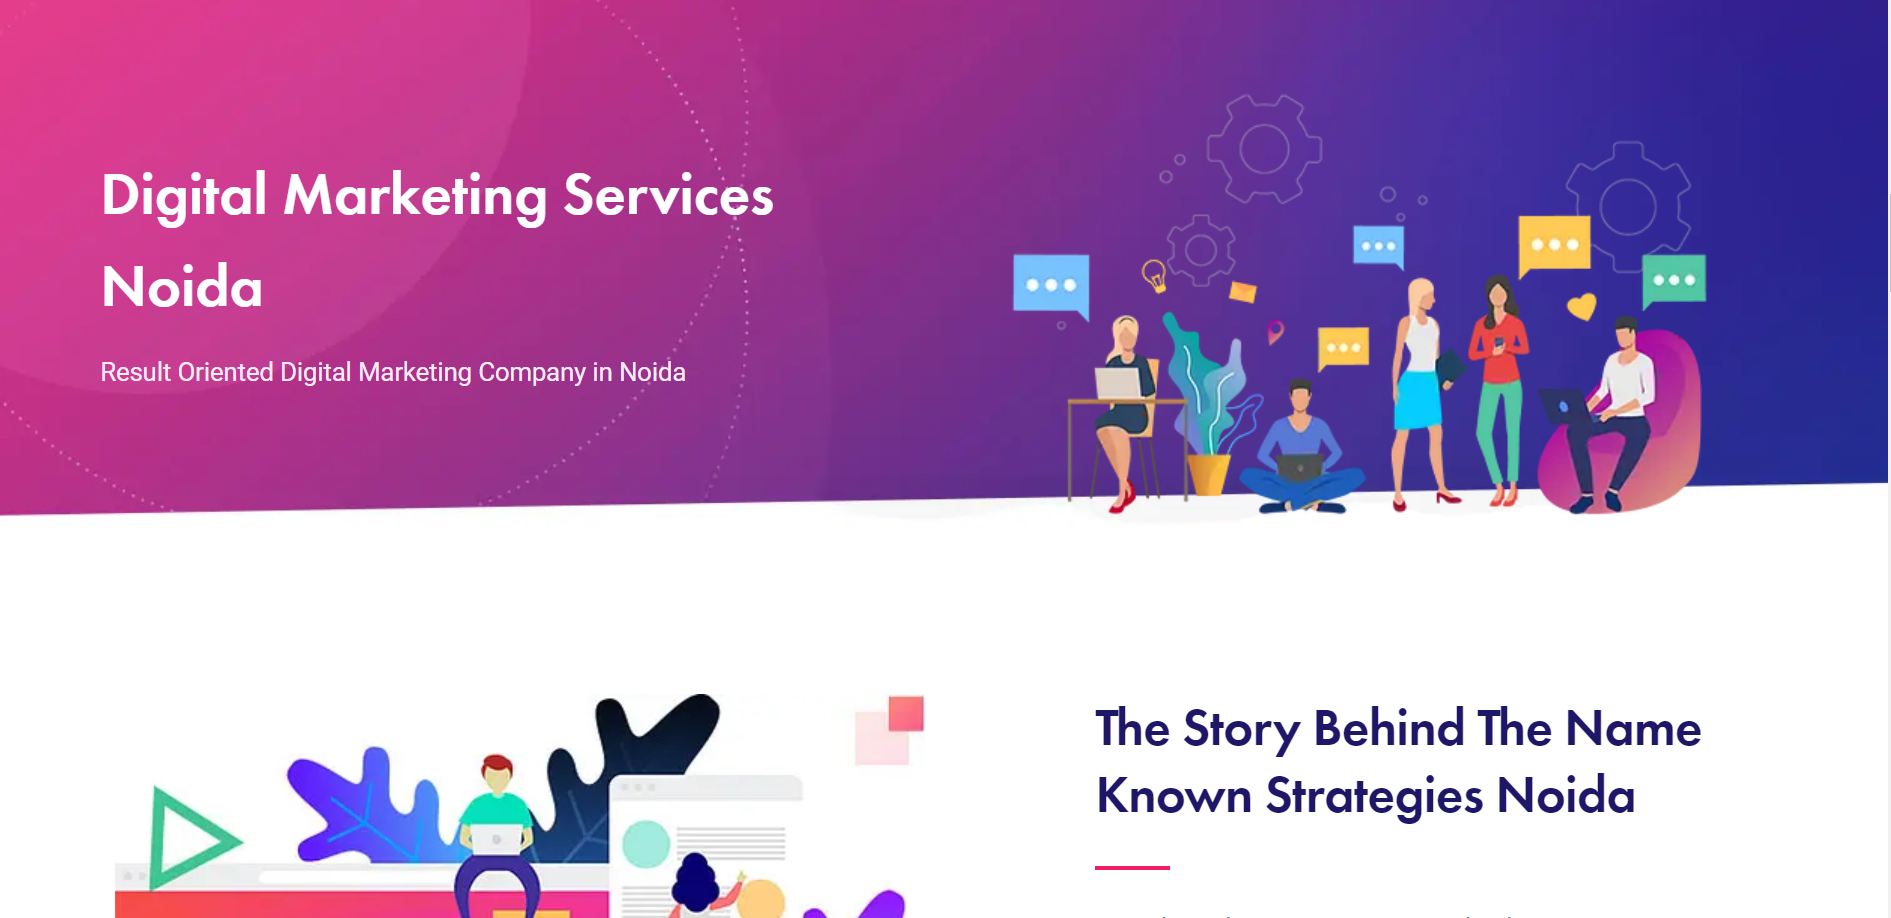 Digital Marketing Services
Noida
Result Oriented Digital Marketing Company in Noida
The Story Behind The Name
Known Strategies Noida